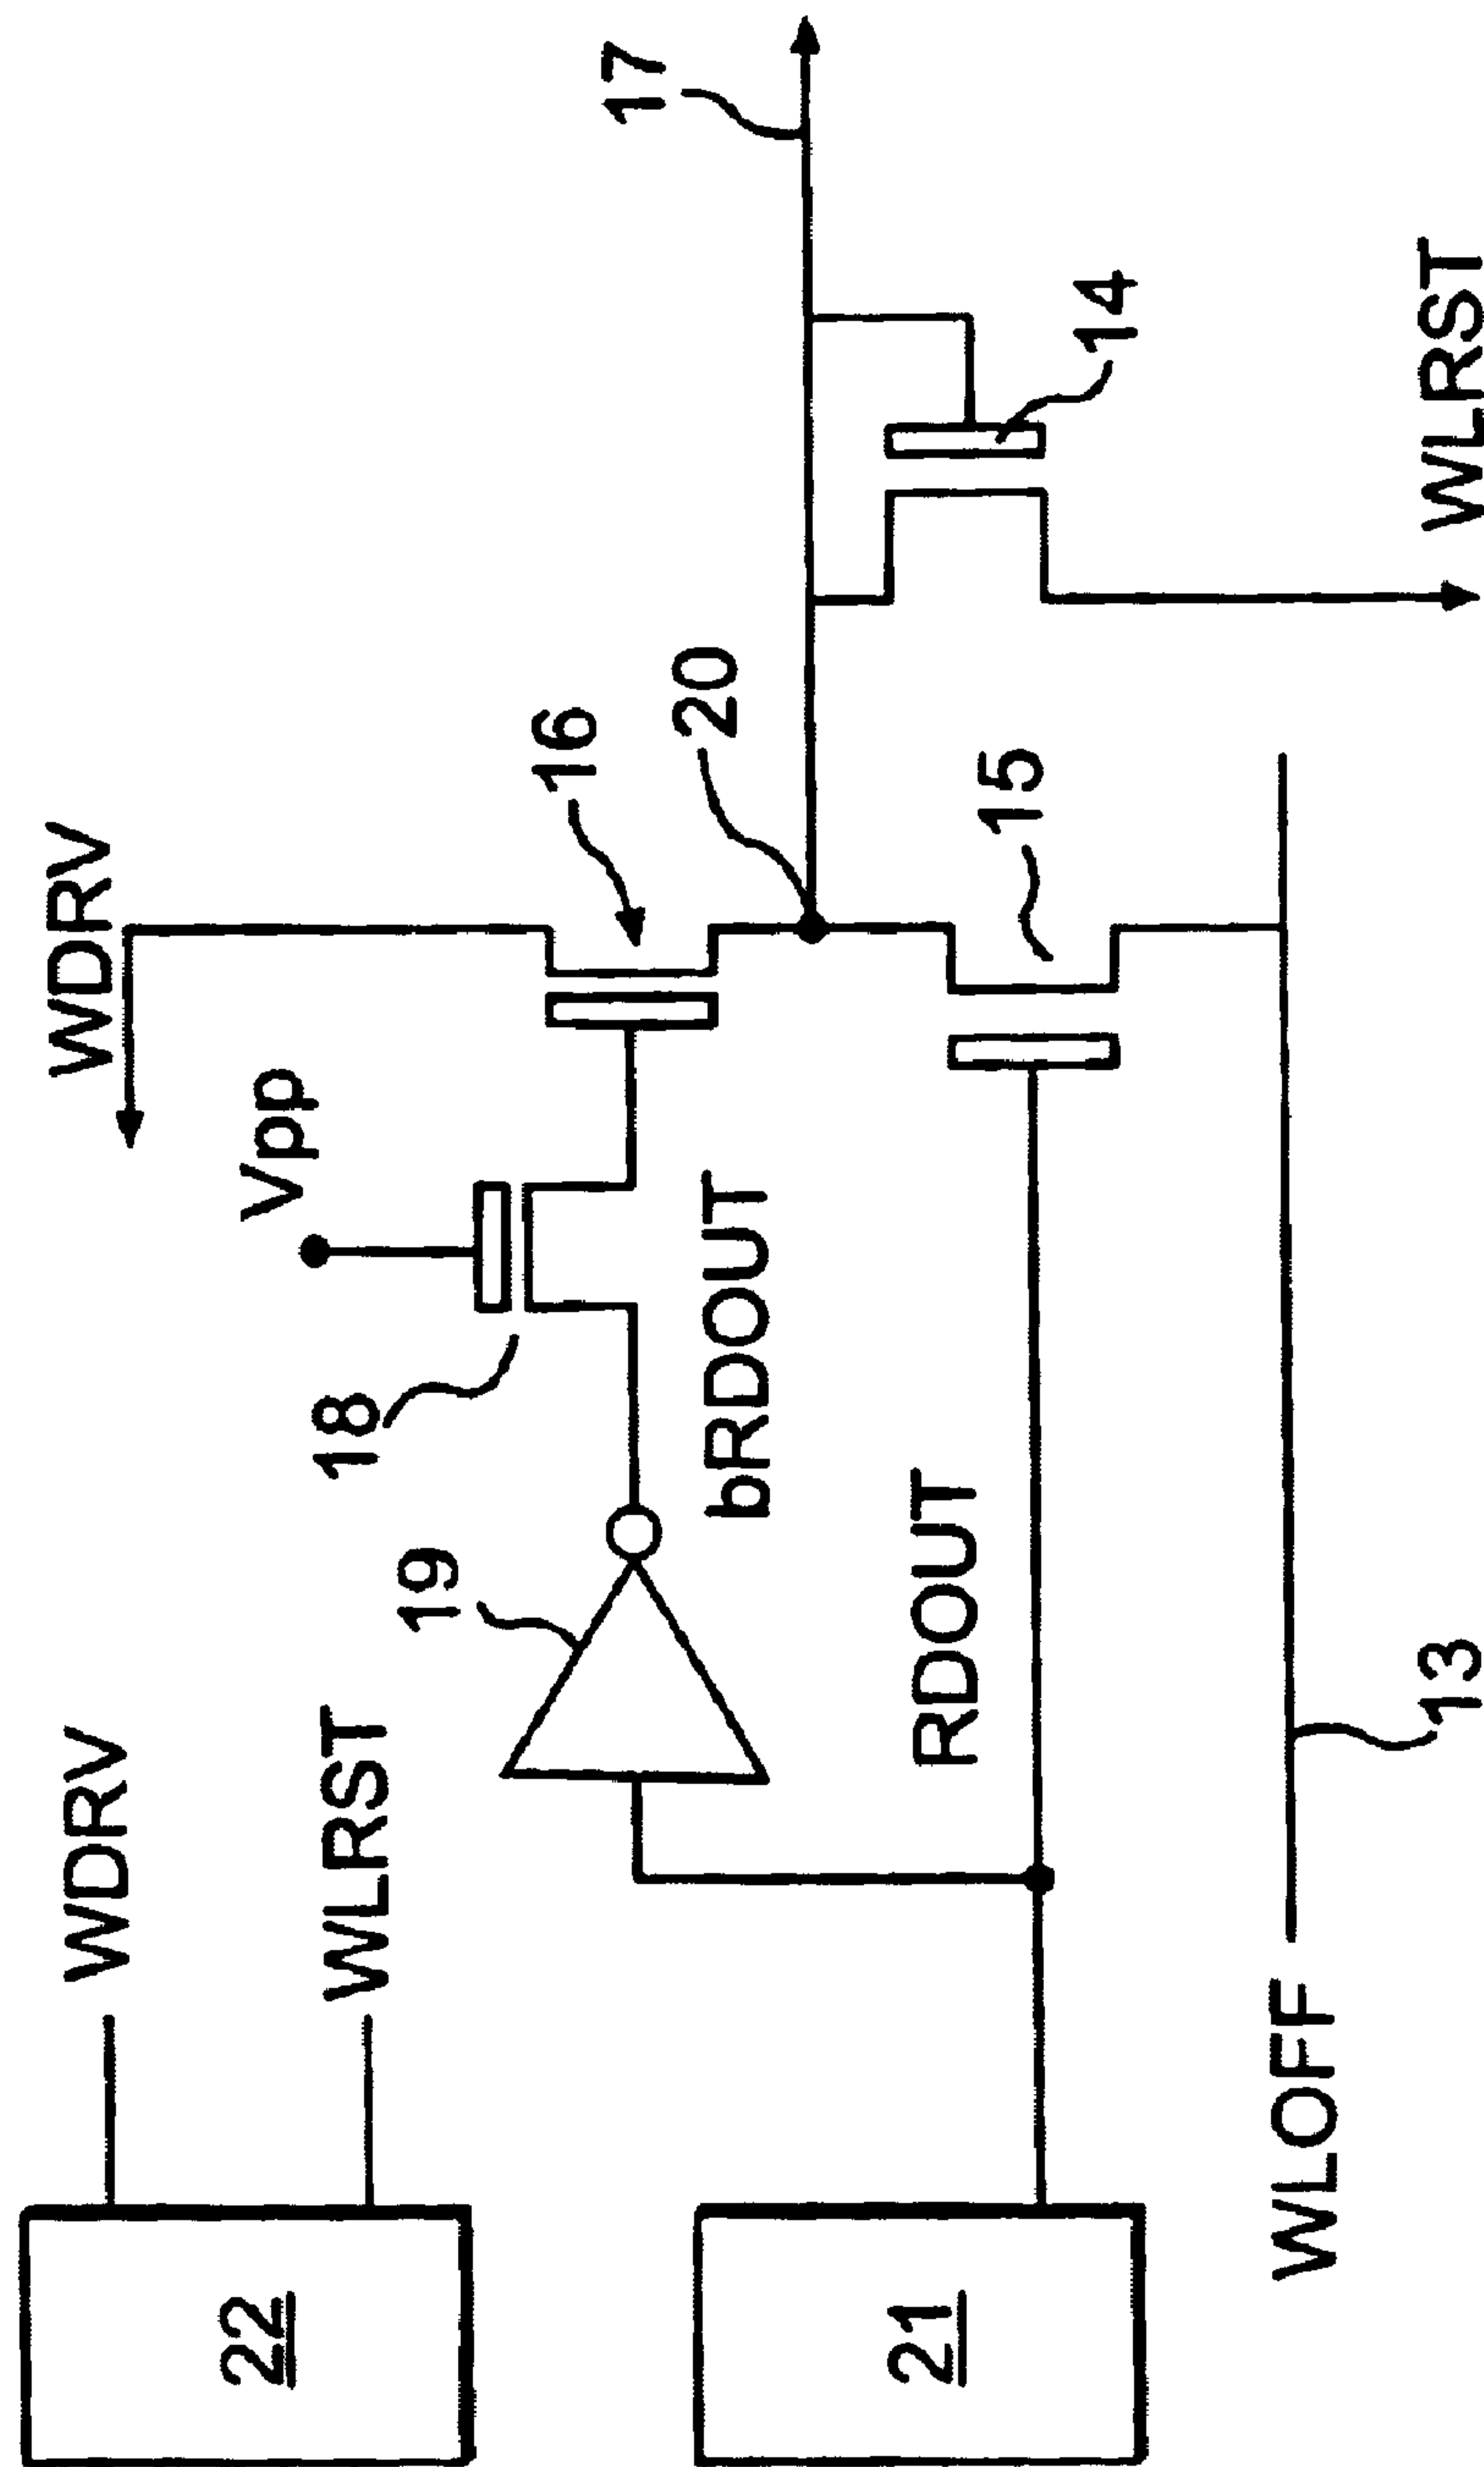 WDRV
17
Vpp
16
18
20
19
WDRV
22
WLRST
bRDOUT
14
15
RDOUT
21
WLOFF
13
WLRST